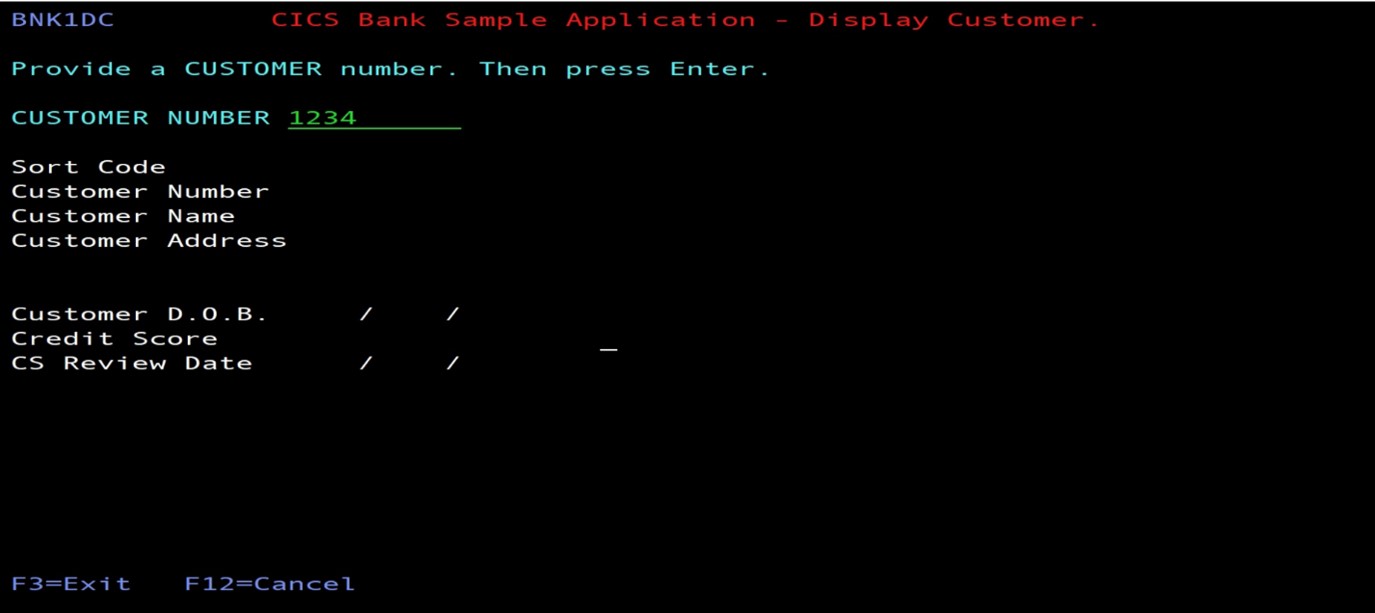 BNK1DC CICS Bank Sample Application - Display Customer.
Provide a CUSTOMER number. Then press Enter.
CUSTOMER NUMBER 1234
Sort Code
Customer Number
Customer Name
Customer Address
Customer D.O.B. / /
Credit Score
CS Review Date / /
F3=Exit F12=Cancel